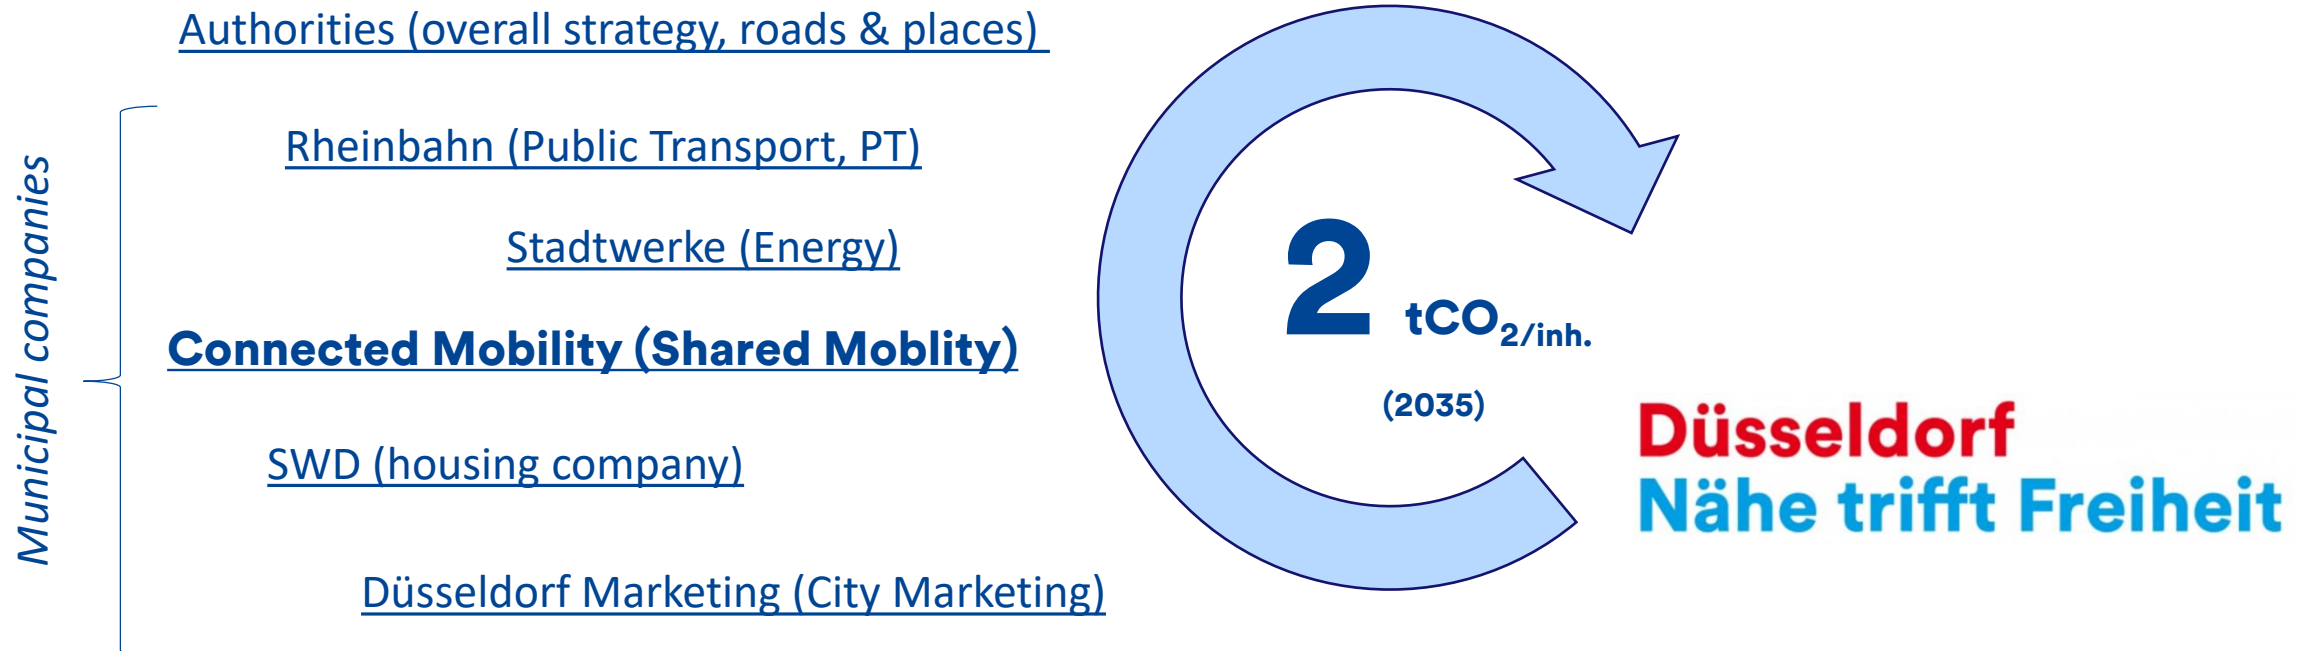 Authorities (overall strategy, roads & places)
Municipal companies
Rheinbahn (Public Transport, PT)
Stadtwerke (Energy)
Connected Mobility (Shared Moblity)
SWD (housing company)
Düsseldorf Marketing (City Marketing)
2 tCO2/inh.
(2035)
Düsseldorf
Nähe trifft Freiheit